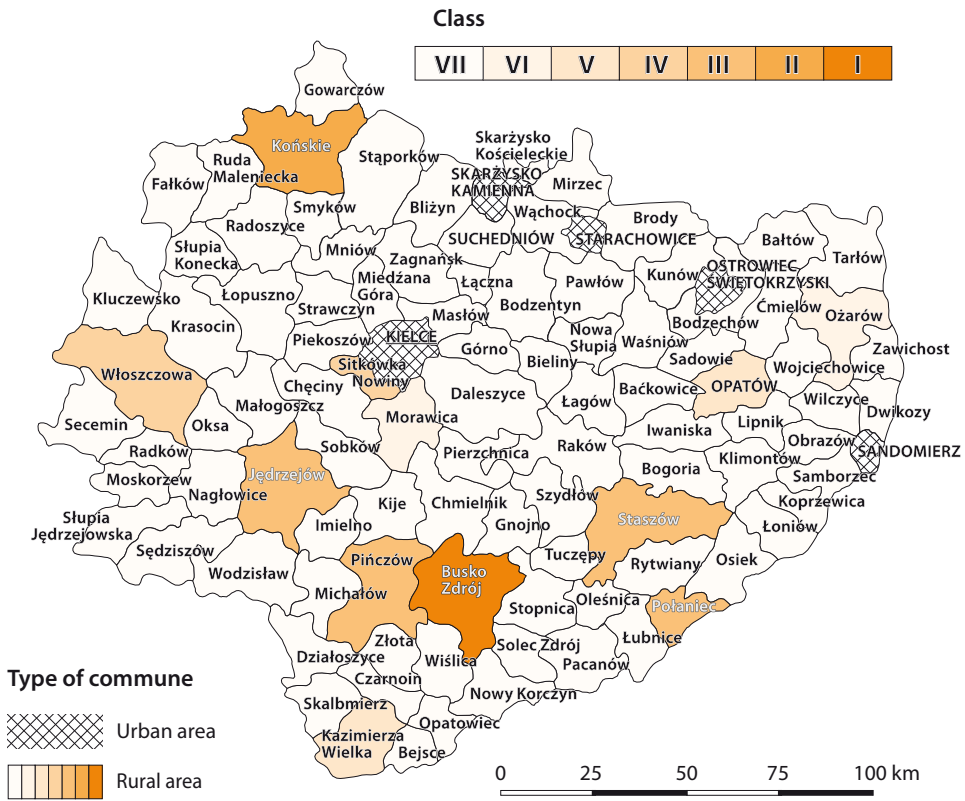 Class
VII VI V IV III II I
Gowarczów
Końskie
Stąporków
Skarżysko
Kościeleckie
Ruda
Maleniecka
Fałków
SKARŻYSKO
KAMIENNA
Mirzec
Smyków
Bliżyn
Wąchock
Brody
Radoszyce
SUCHEDNIÓW
STARACHOWICE
Bałtów
Słupia
Konecka
Mniów
Zagnańsk
Tarłów
Miedźana
Góra
Łączna
Pawłów
Kunów
OSTROWIEC
ŚWIĘTOKRZYSKI
Kluczewsko
Łopuszno
Strawczyn
Bodzentyn
Ćmielów
Ożarów
Masłów
Krasocin
Piekoszów
KIELCE
Nowa
Słupia
Waśniów
Bodzechów
Górno
Bieliny
Sadowie
Zawichost
Włoszczowa
Sitkówka
Nowiny
Wojciechowice
Chęciny
Daleszyce
Łagów
Baćkowice
OPATÓW
Wilczyce
Dwikozy
Małogoszcz
Morawica
Secemin
Oksa
Iwaniska
Lipnik
Obrazów
SANDOMIERZ
Radków
Sobków
Pierzchnica
Raków
Klimontów
Moskorzew
Jędrzejów
Bogoria
Samborzec
Nagłowice
Kije
Chmielnik
Szydłów
Koprzewica
Słupia
Jędrzejowska
Imielno
Gnojno
Staszów
Łoniów
Sędziszów
Pińczów
Tuczępy
Rytwiany
Osiek
Wodzisław
Busko
Zdrój
Michałów
Stopnica
Oleśnica
Połaniec
Złota
Solec Zdrój
Łubnice
Działoszyce
Wiślica
Pacanów
Czarnoin
Type of commune
Skalbmierz
Nowy Korczyn
Opatowiec
Urban area
Kazimierza
Wielka
Bejsce
Rural area
0 25 50 75 100 km